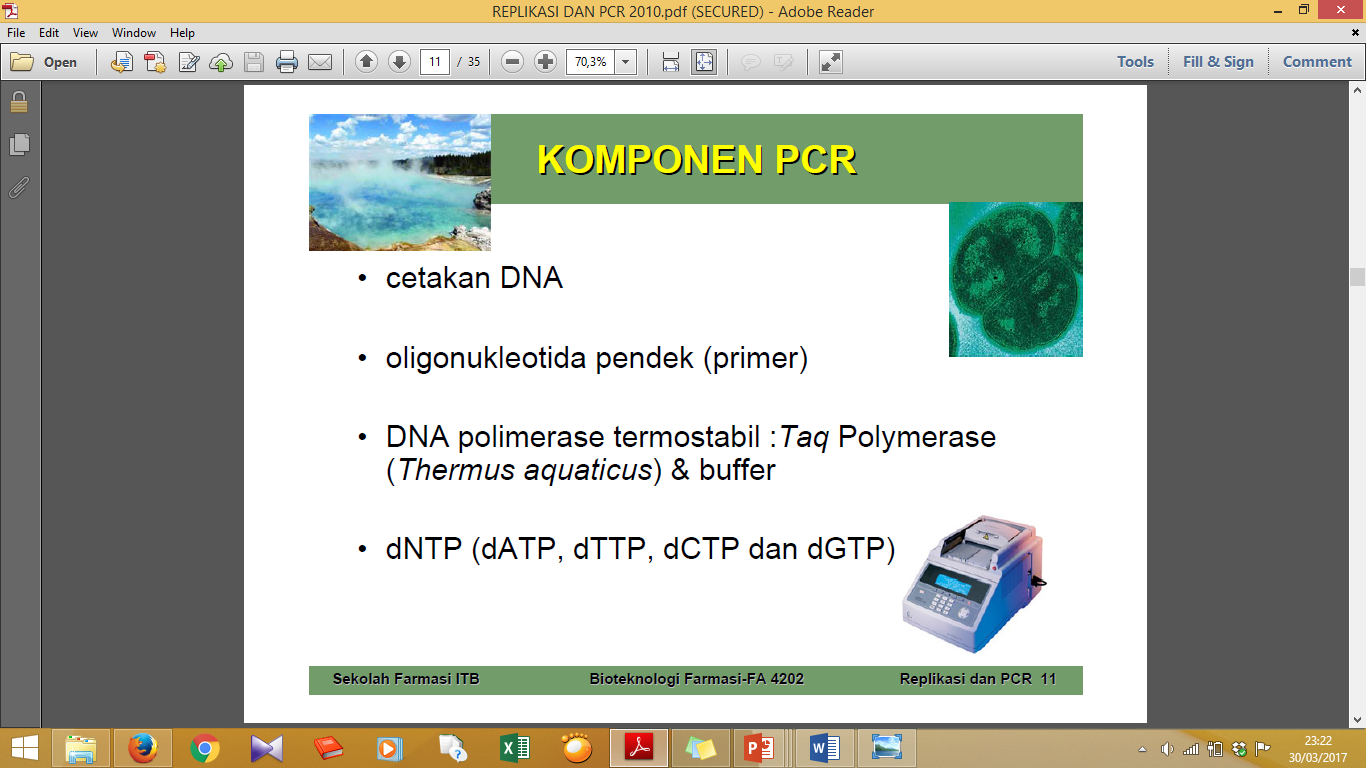 REPLIKASI DAN PCR 2010.pdf (SECURED) - Adobe Reader
File Edit View Window Help
Open 11 / 35 70,3% Tools Fill & Sign Comment
KOMPONEN PCR
• cetakan DNA
• oligonukleotida pendek (primer)
• DNA polimerase termostabil :Taq Polymerase
(Thermus aquaticus) & buffer
• dNTP (dATP, dTTP, dCTP dan dGTP)
Sekolah Farmasi ITB Bioteknologi Farmasi-FA 4202 Replikasi dan PCR 11
23:22
30/03/2017